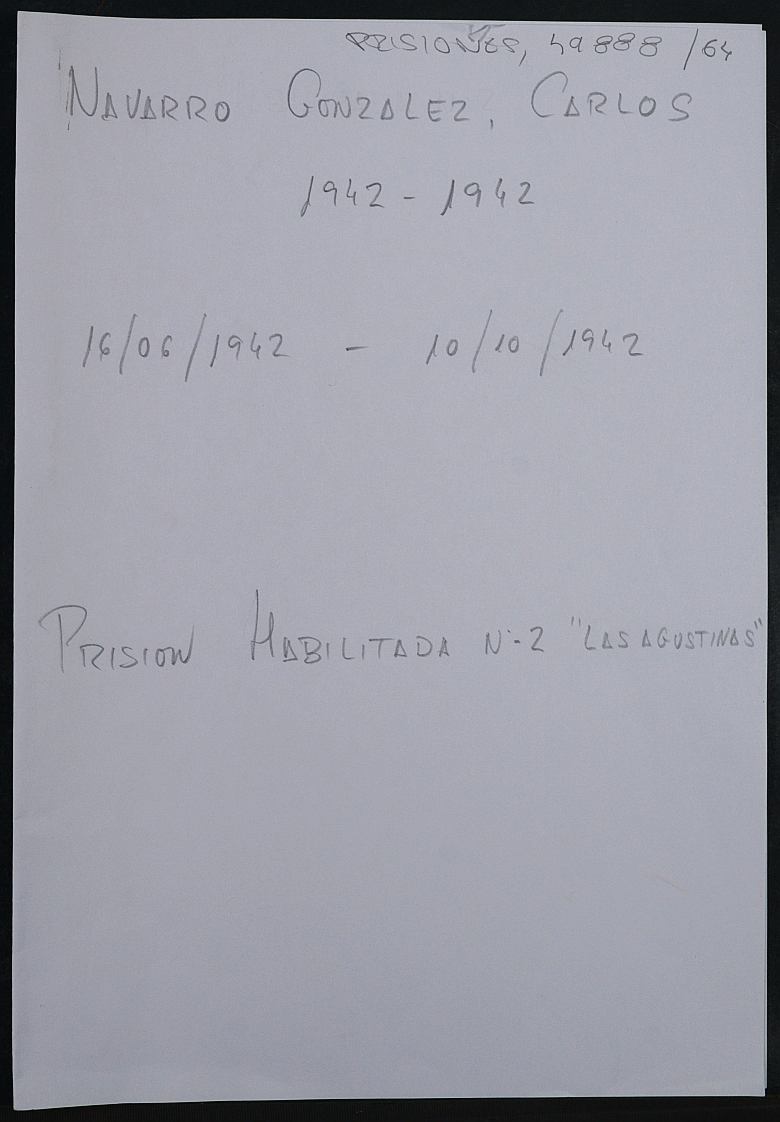 PRISIONES, 49888/64
NAVARRO GONZALEZ, CARLOS
1942 - 1942
16/06/1942 - 10/10/1942
PRISION HABILITADA Nº-2 "LAS AGUSTINAS"